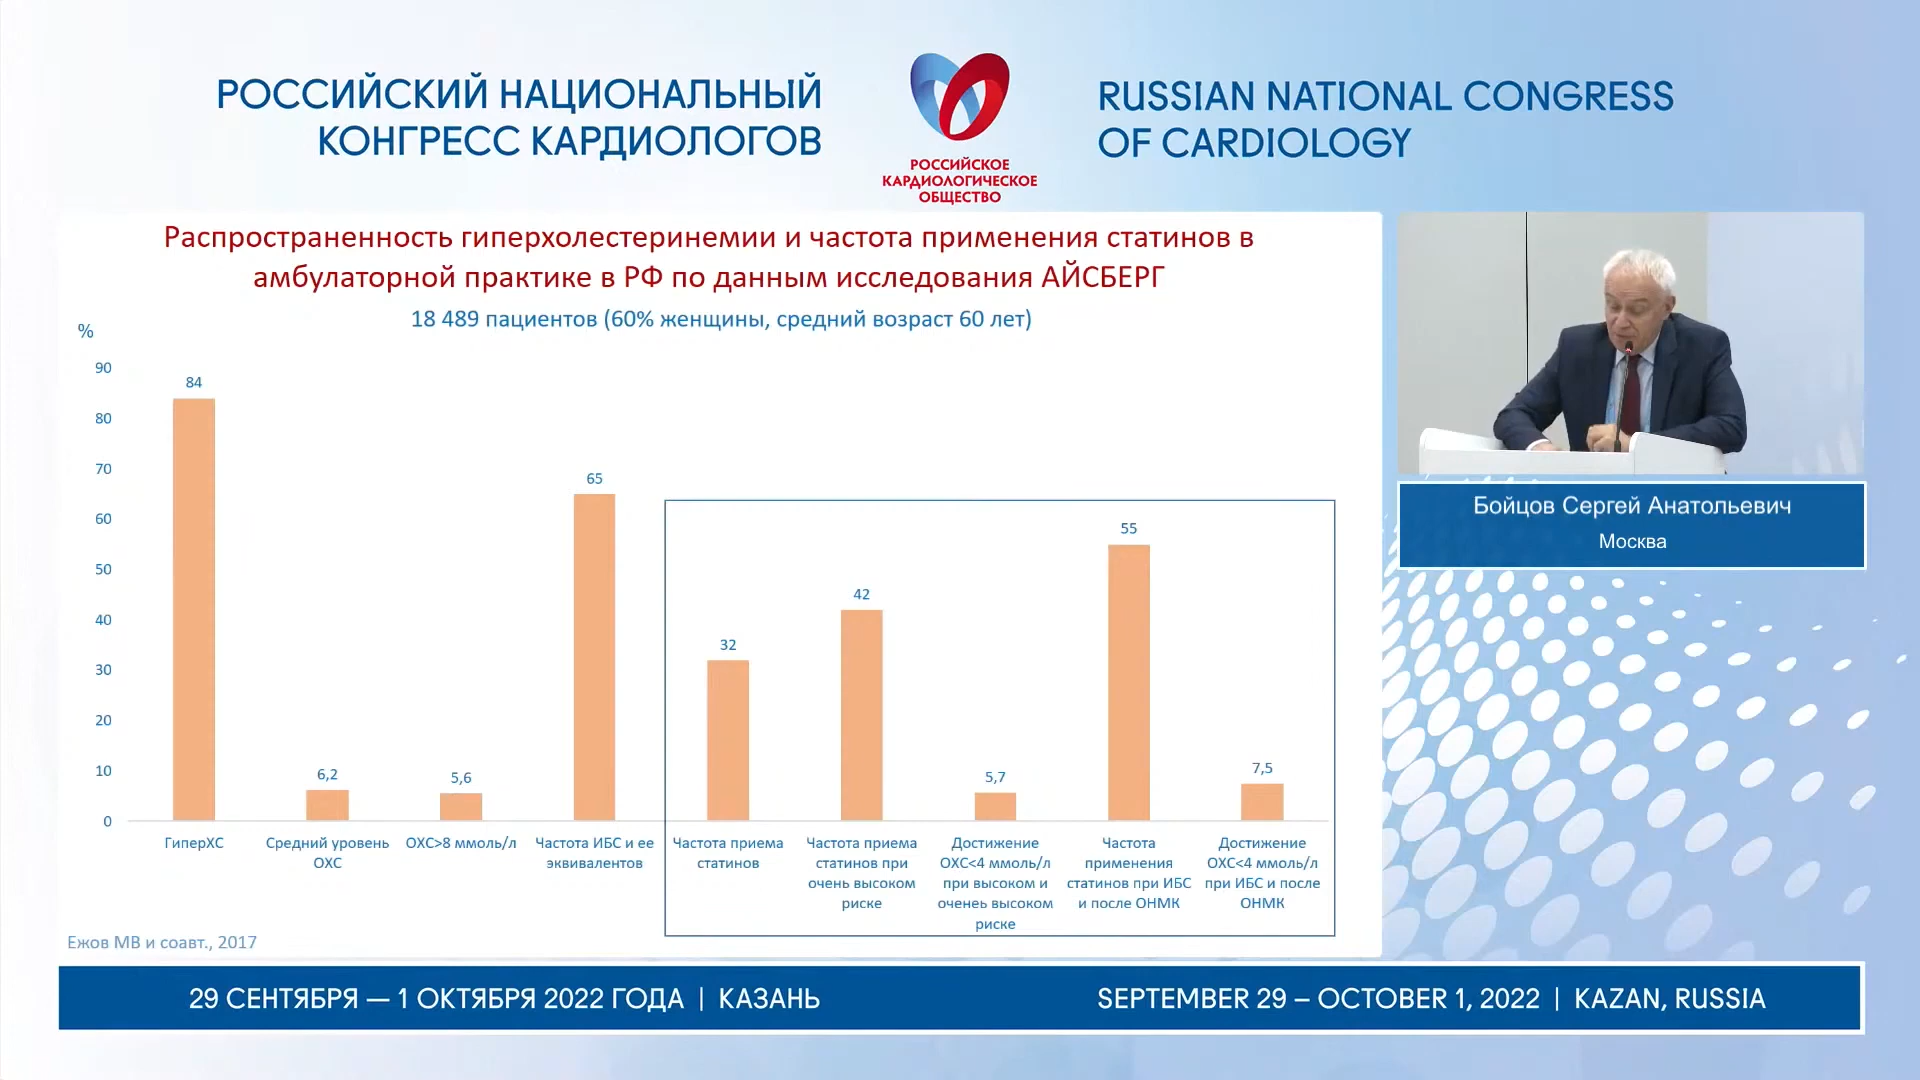 РОССИЙСКИЙ НАЦИОНАЛЬНЫЙ
КОНГРЕСС КАРДИОЛОГОВ
РОССИЙСКОЕ
КАРДИОЛОГИЧЕСКОЕ
ОБЩЕСТВО
RUSSIAN NATIONAL CONGRESS
OF CARDIOLOGY
Распространенность гиперхолестеринемии и частота применения статинов в
амбулаторной практике в РФ по данным исследования АЙСБЕРГ
18 489 пациентов (60% женщины, средний возраст 60 лет)
%
90
80
70
60
50
40
30
20
10
0
84
6,2
5,6
65
32
42
5,7
55
7,5
ГиперХС
Средний уровень
ОХС
ОХС>8 ммоль/л
Частота ИБС и ее
эквивалентов
Частота приема
статинов
Частота приема
статинов при
очень высоком
риске
Достижение
ОХС<4 ммоль/л
при высоком и
оченеь высоком
риске
Частота
применения
статинов при ИБС
и после ОНМК
Достижение
ОХС<4 ммоль/л
при ИБС и после
ОНМК
Ежов МВ и соавт., 2017
Бойцов Сергей Анатольевич
Москва
29 СЕНТЯБРЯ — 1 ОКТЯБРЯ 2022 ГОДА | КАЗАНЬ
SEPTEMBER 29 – OCTOBER 1, 2022 | KAZAN, RUSSIA